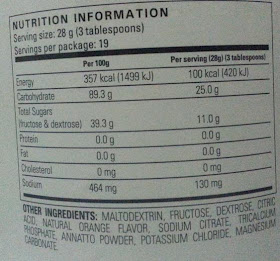 NUTRITION INFORMATION
Serving size: 28 g (3 tablespoons)
Servings per package: 19
Per 100g Per serving (28g) (3 tablespoons)
Energy 357 kcal (1499 kJ) 100 kcal (420 kJ)
Carbohydrate 89.3 g 25.0 g
Total Sugars
(fructose & dextrose) 39.3 g 11.0 g
Protein 0.0 g 0.0 g
Fat 0.0 g 0.0 g
Cholesterol 0 mg 0 mg
Sodium 464 mg 130 mg
OTHER INGREDIENTS: MALTODEXTRIN, FRUCTOSE, DEXTROSE, CITRIC
ACID, NATURAL ORANGE FLAVOR, SODIUM CITRATE, TRICALCIUM
PHOSPHATE, ANNATTO POWDER, POTASSIUM CHLORIDE, MAGNESIUM
CARBONATE.